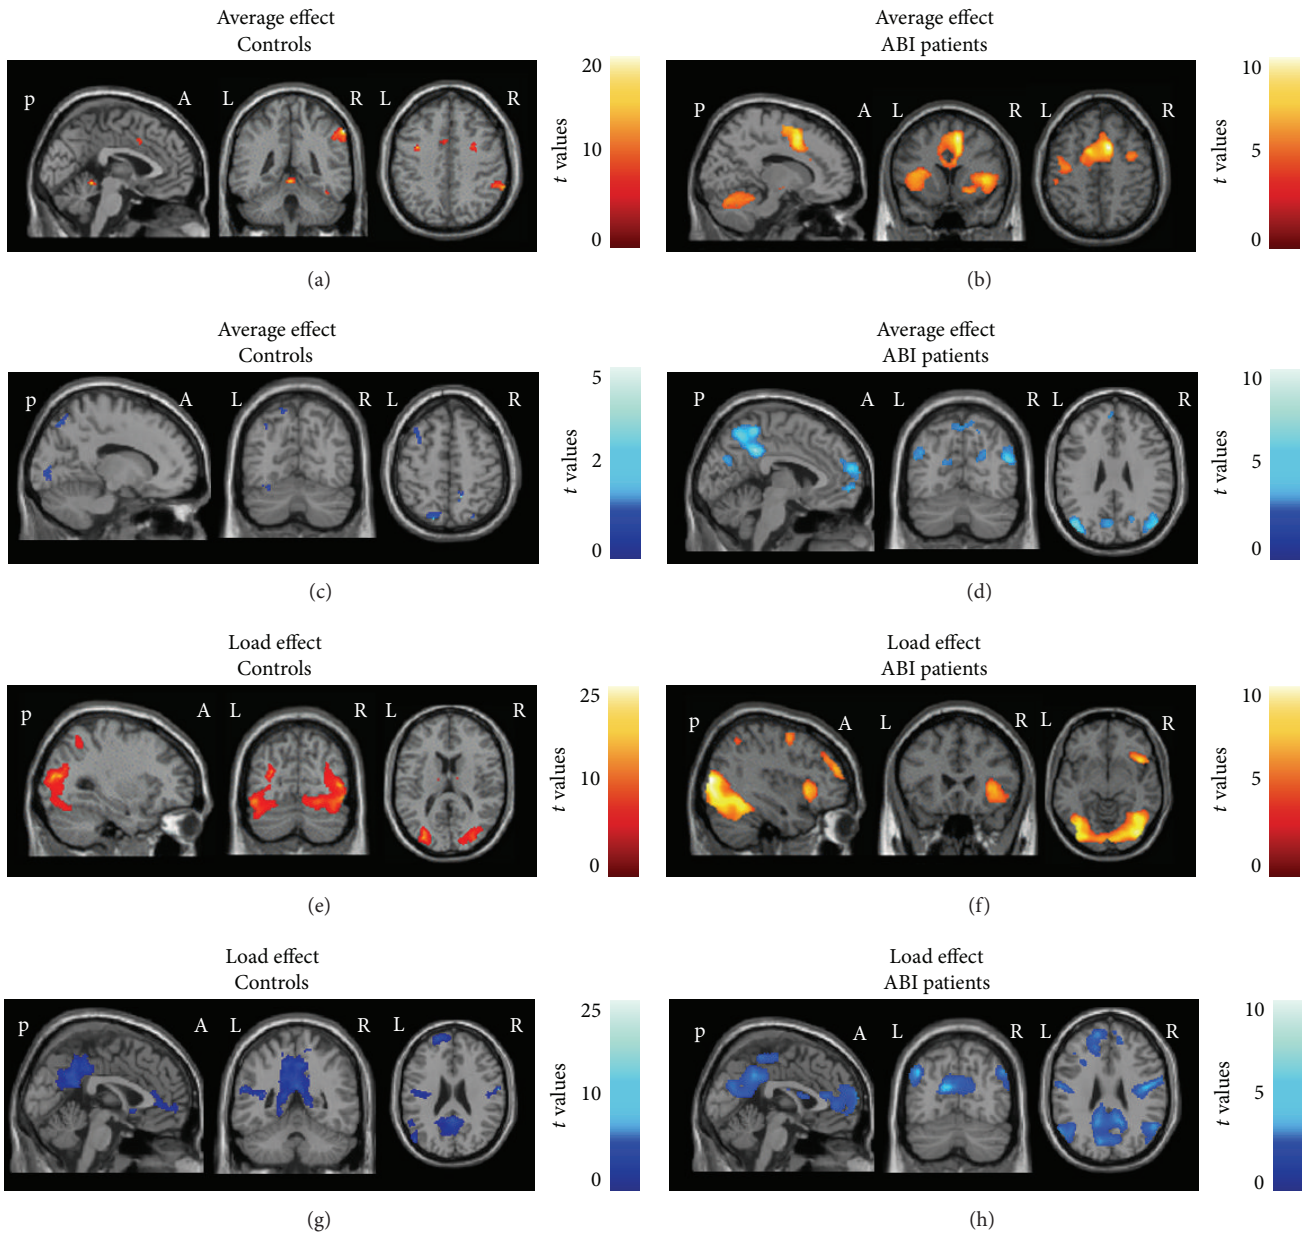 Average effect
Controls
p A L R L R
20
10
0
t values
(a)
Average effect
ABI patients
P A L R L R
10
5
0
t values
(b)
Average effect
Controls
p A L R L R
5
2
0
t values
(c)
Average effect
ABI patients
P A L R L R
10
5
0
t values
(d)
Load effect
Controls
p A L R L R
25
10
0
t values
(e)
Load effect
ABI patients
p A L R L R
10
5
0
t values
(f)
Load effect
Controls
p A L R L R
25
10
0
t values
(g)
Load effect
ABI patients
p A L R L R
10
5
0
t values
(h)